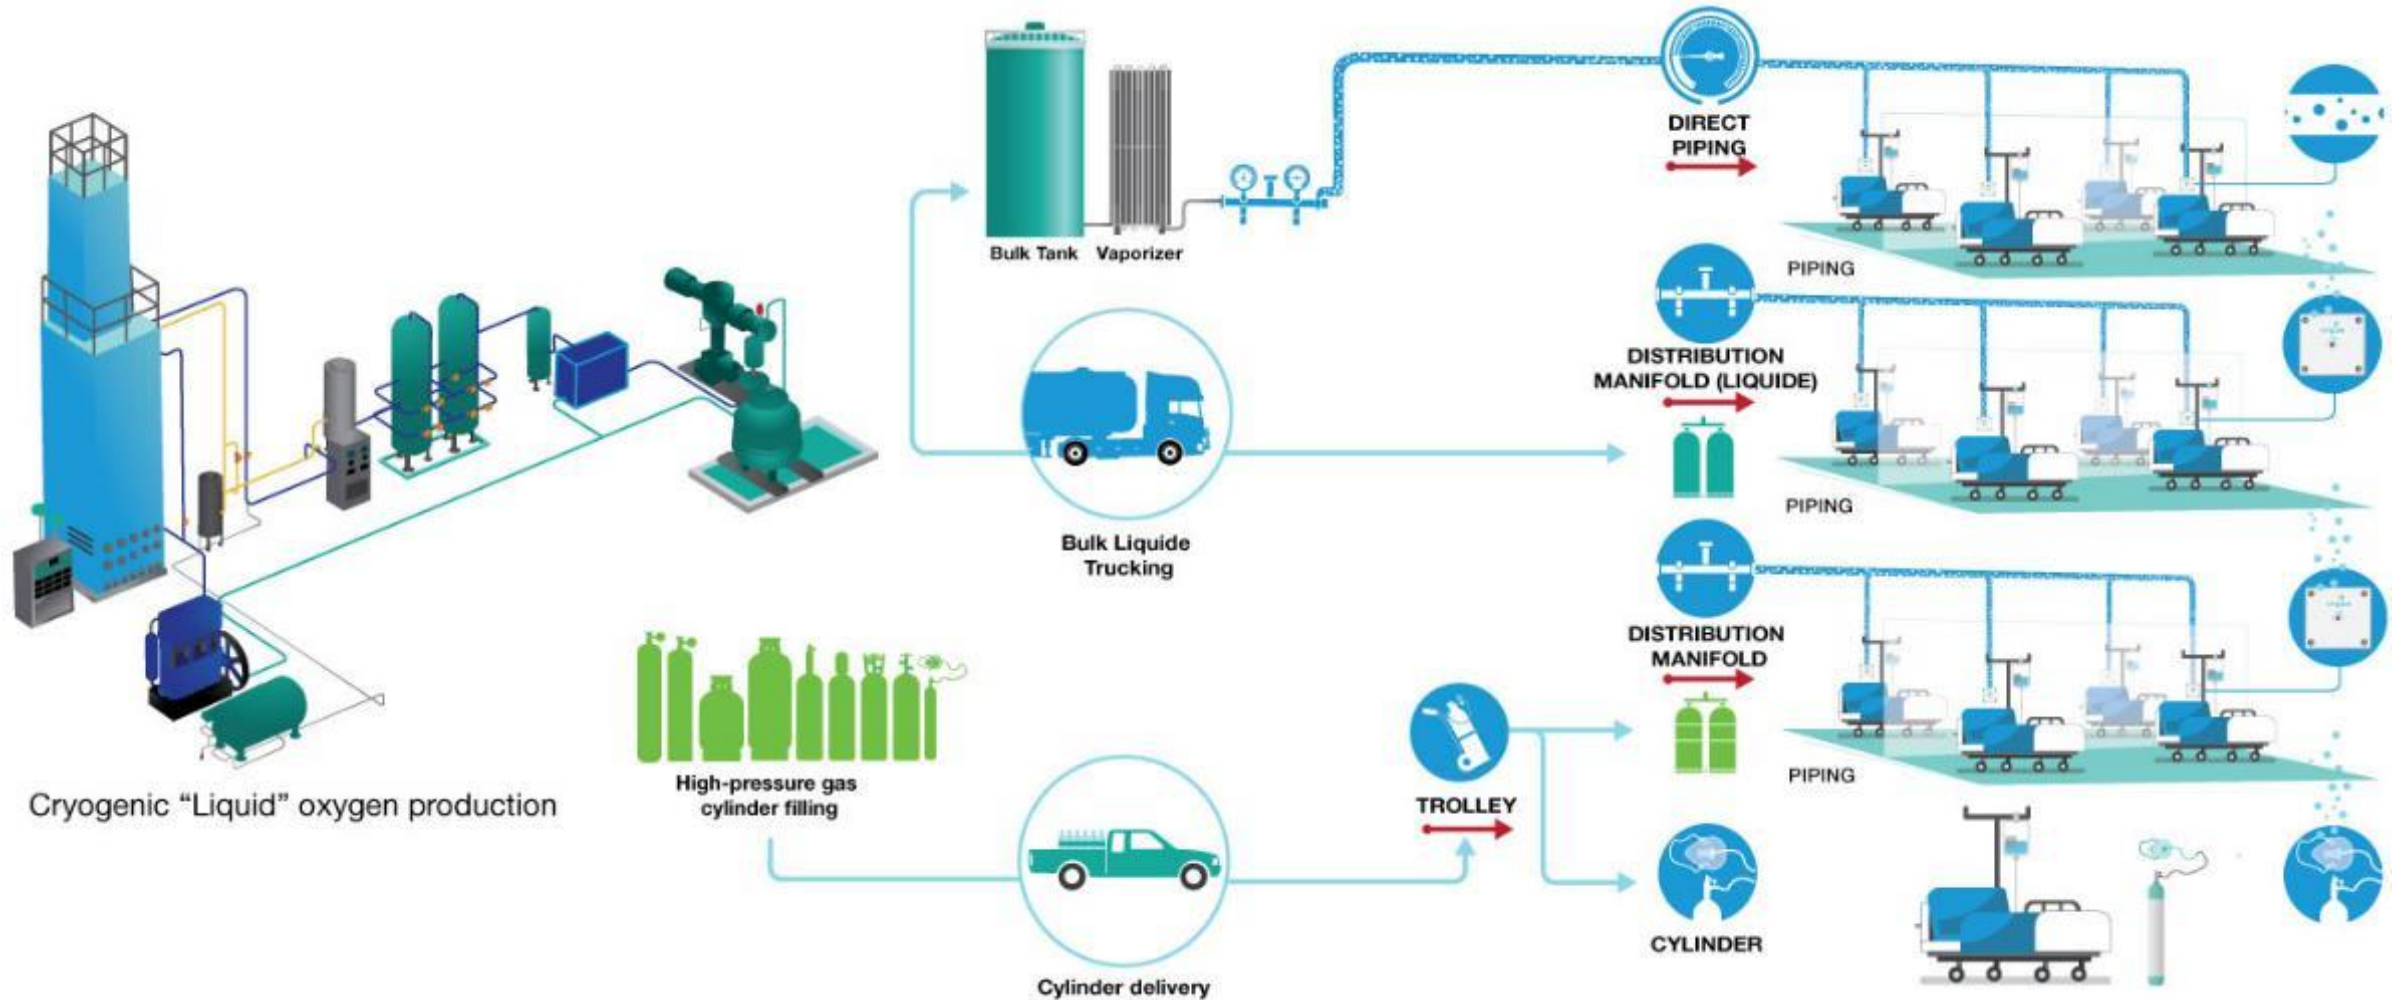 Cryogenic “Liquid” oxygen production
Bulk Tank
Vaporizer
Bulk Liquide
Trucking
High-pressure gas
cylinder filling
Cylinder delivery
TROLLEY
DIRECT
PIPING
PIPING
DISTRIBUTION
MANIFOLD (LIQUIDE)
PIPING
DISTRIBUTION
MANIFOLD
PIPING
CYLINDER